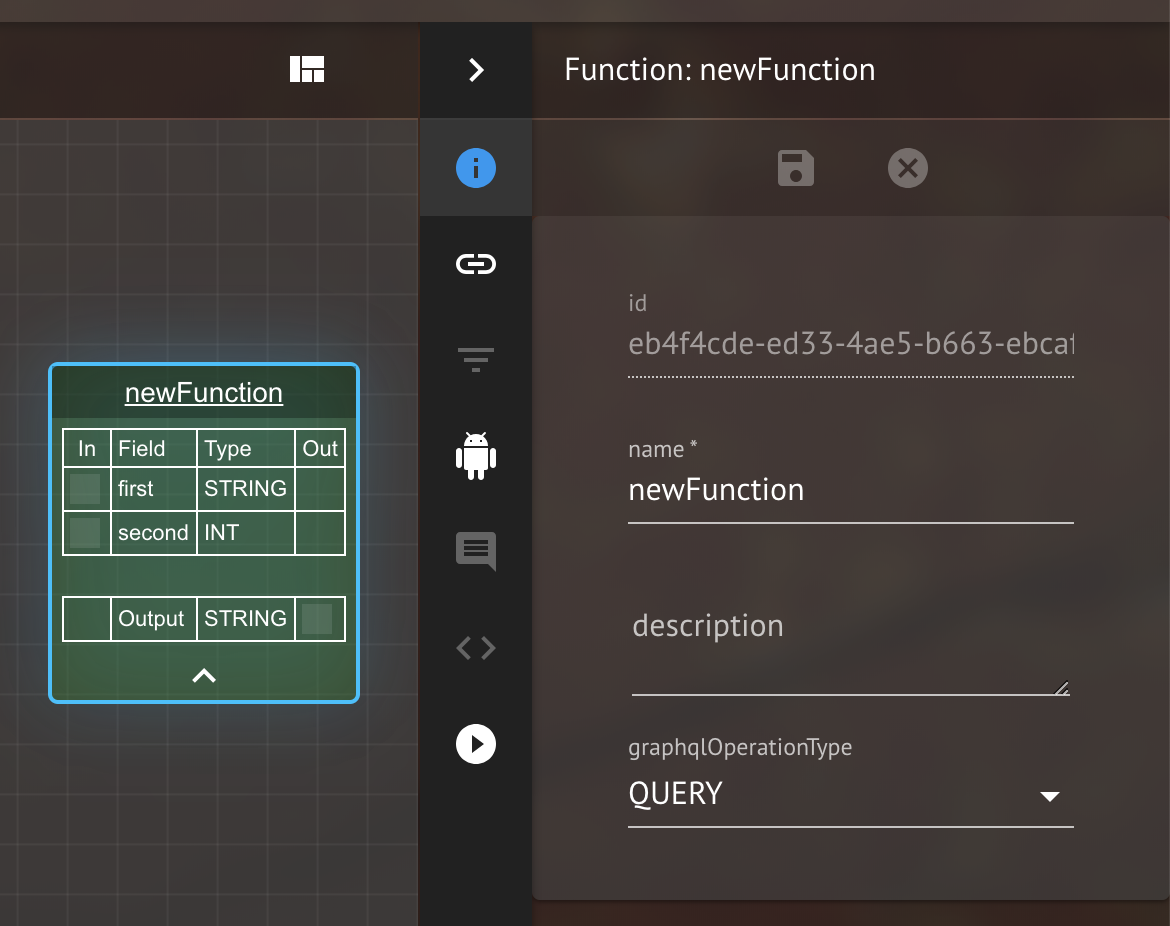 Function: newFunction
id
eb4f4cde-ed33-4ae5-b663-ebca
name *
newFunction
description
graphqlOperationType
QUERY
newFunction
In Field Type Out
first STRING
second INT
Output STRING